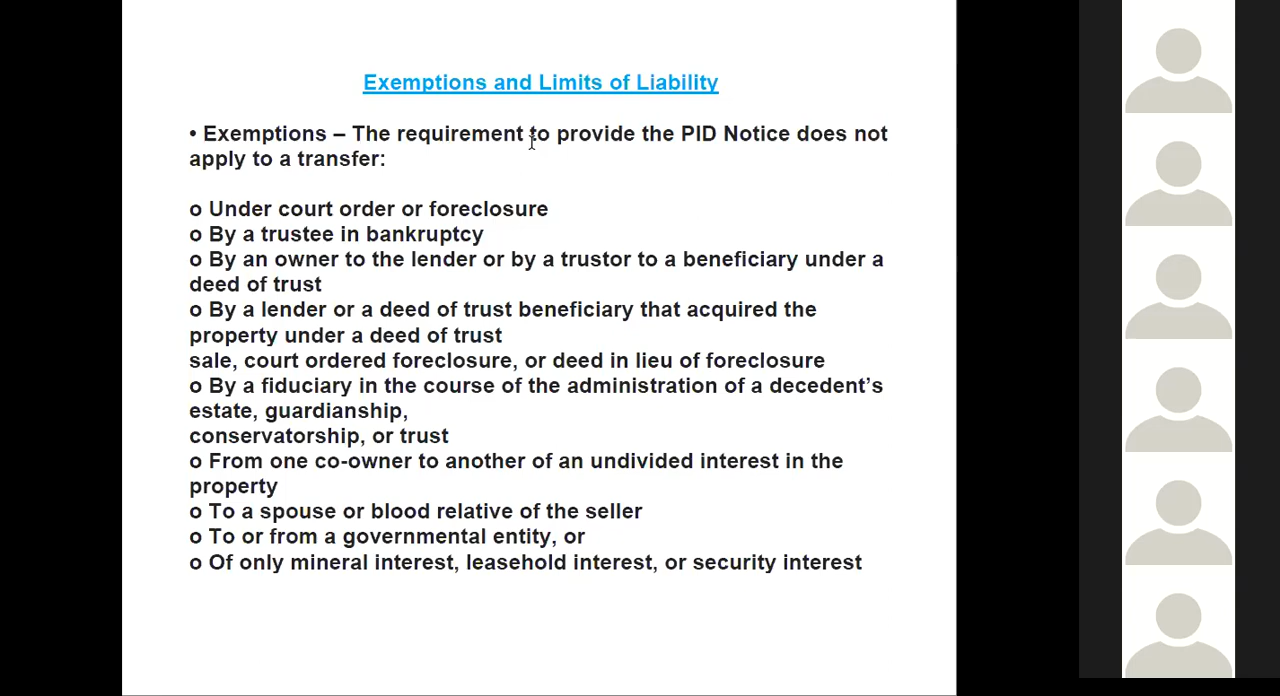 Exemptions and Limits of Liability
• Exemptions – The requirement to provide the PID Notice does not
apply to a transfer:
o Under court order or foreclosure
o By a trustee in bankruptcy
o By an owner to the lender or by a trustor to a beneficiary under a
deed of trust
o By a lender or a deed of trust beneficiary that acquired the
property under a deed of trust
sale, court ordered foreclosure, or deed in lieu of foreclosure
o By a fiduciary in the course of the administration of a decedent’s
estate, guardianship,
conservatorship, or trust
o From one co-owner to another of an undivided interest in the
property
o To a spouse or blood relative of the seller
o To or from a governmental entity, or
o Of only mineral interest, leasehold interest, or security interest